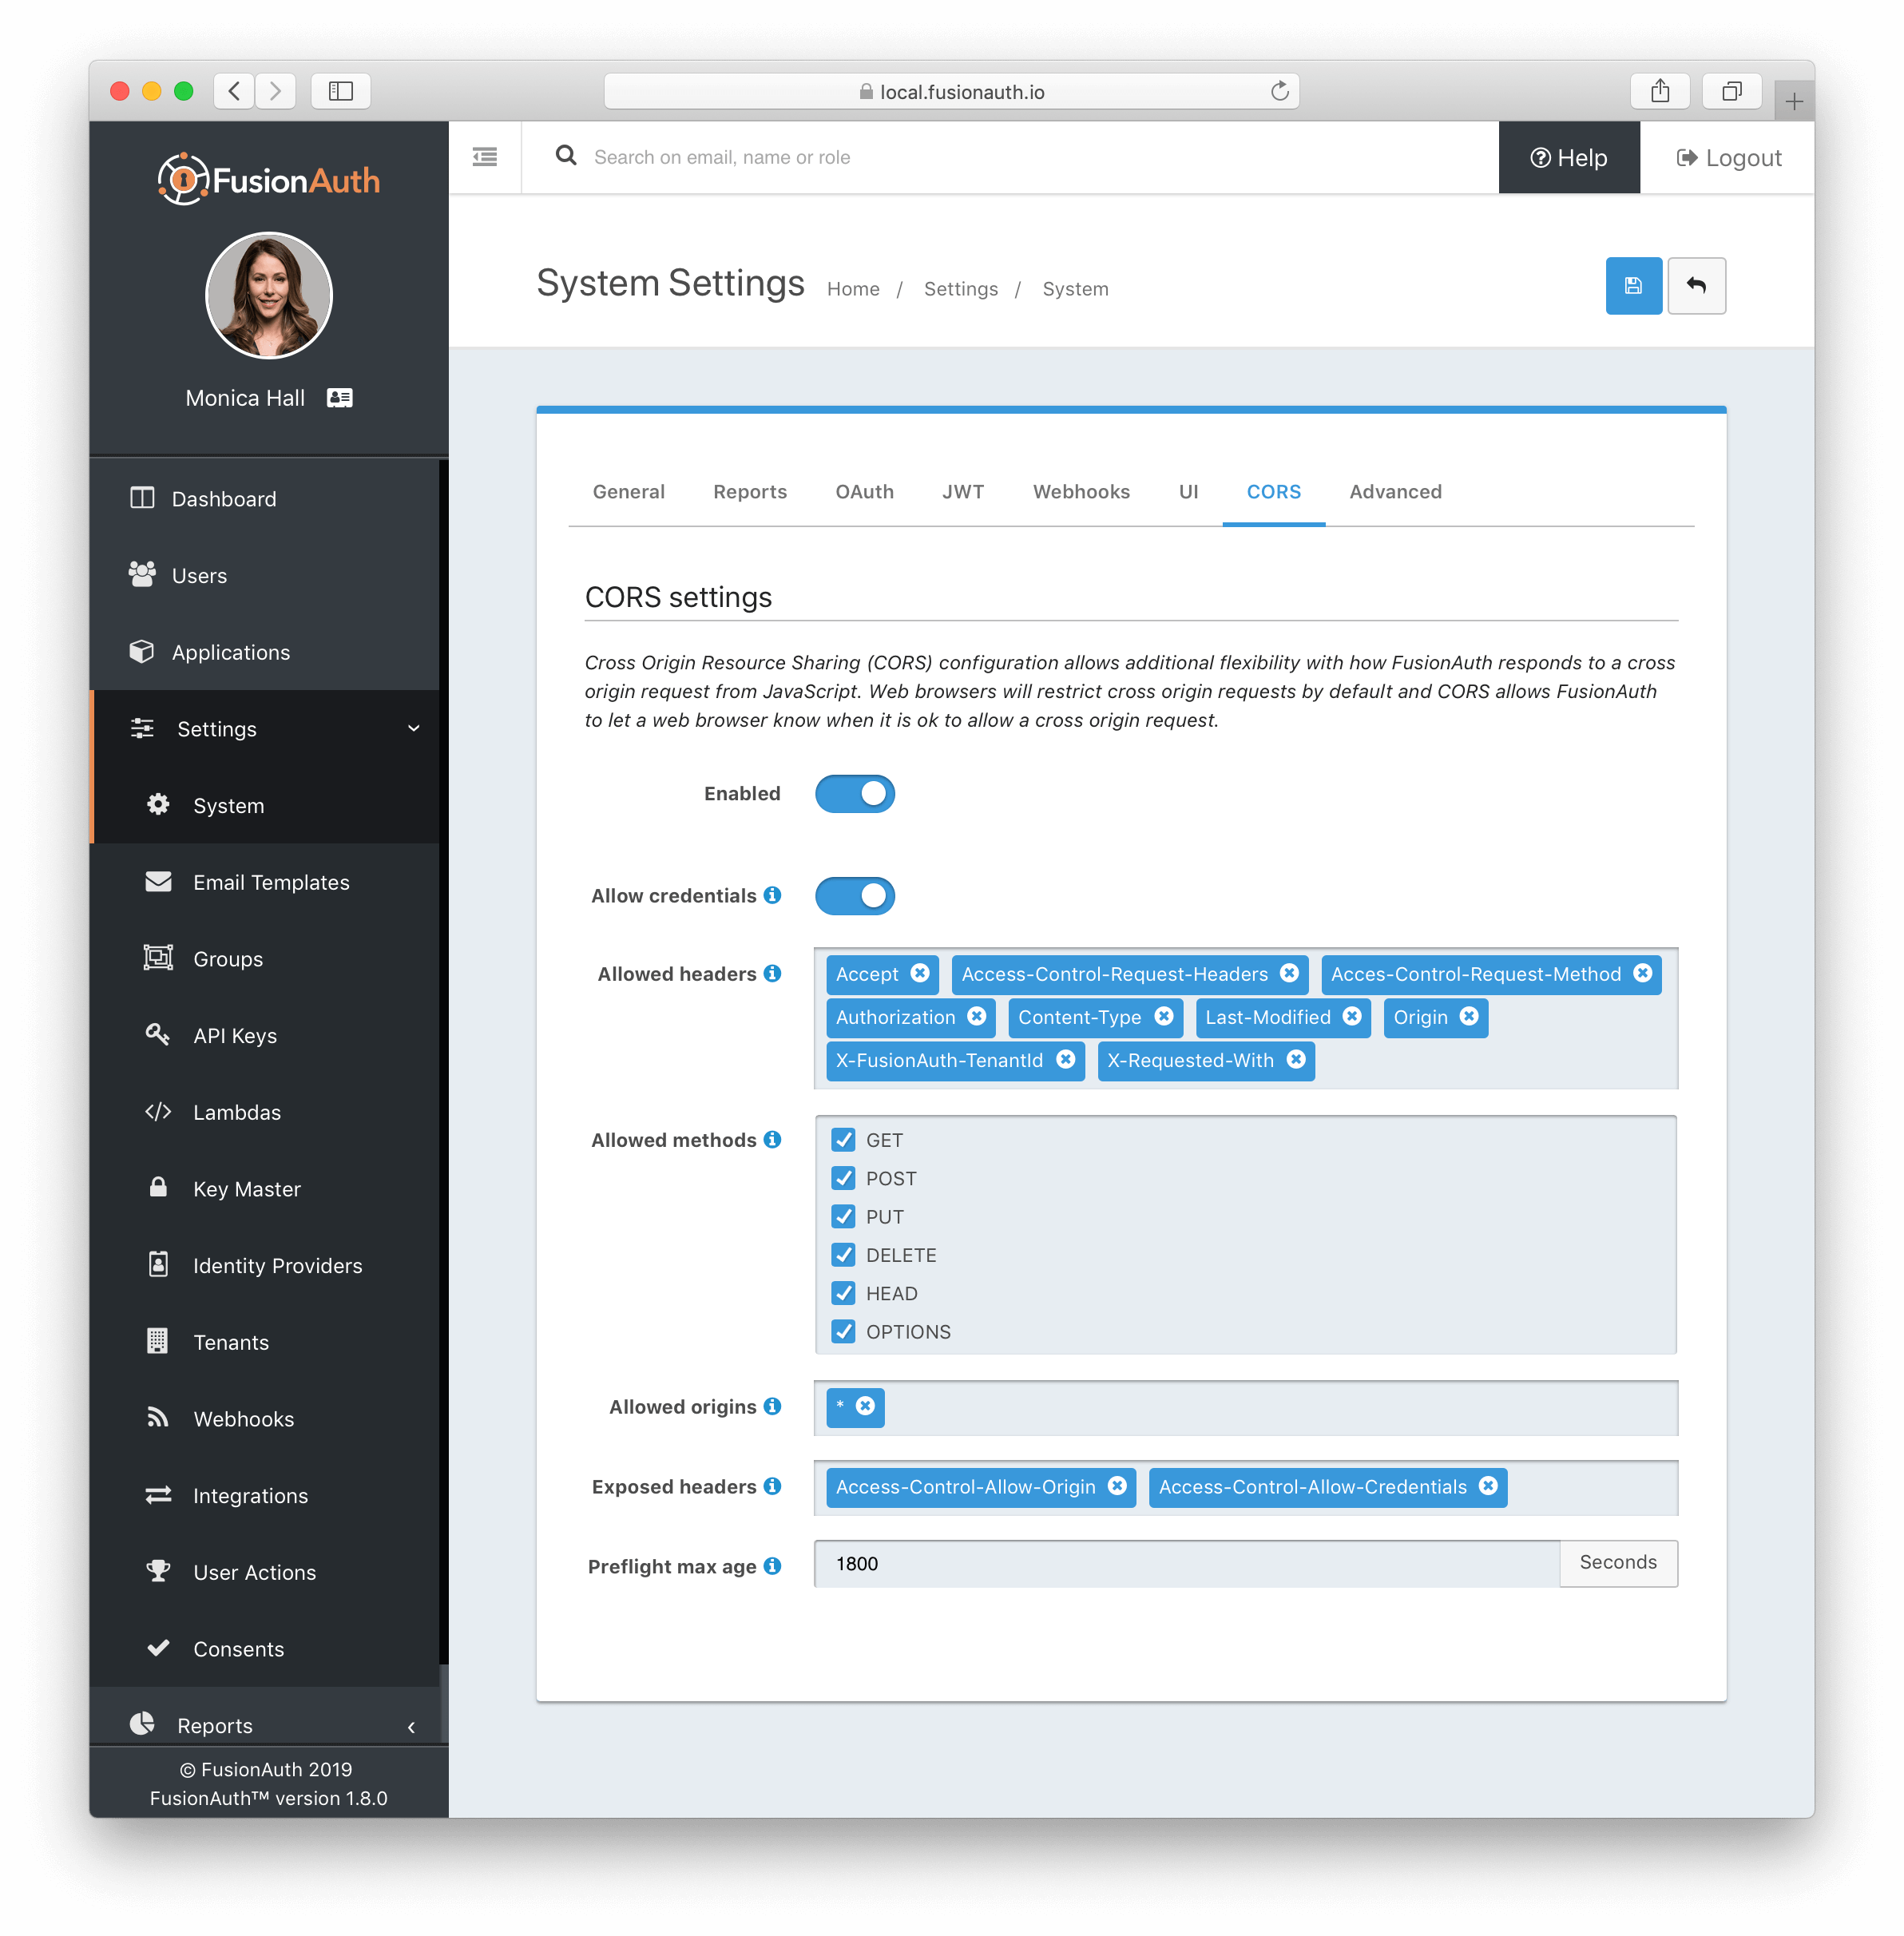 local.fusionauth.io
FusionAuth
Search on email, name or role
Help
Logout
Monica Hall
System Settings
Home / Settings / System
Dashboard
Users
Applications
Settings
System
Email Templates
Groups
API Keys
Lambdas
Key Master
Identity Providers
Tenants
Webhooks
Integrations
User Actions
Consents
Reports
© FusionAuth 2019
FusionAuth™ version 1.8.0
General Reports OAuth JWT Webhooks UI CORS Advanced
CORS settings
Cross Origin Resource Sharing (CORS) configuration allows additional flexibility with how FusionAuth responds to a cross
origin request from JavaScript. Web browsers will restrict cross origin requests by default and CORS allows FusionAuth
to let a web browser know when it is ok to allow a cross origin request.
Enabled
Allow credentials
Allowed headers
Accept Access-Control-Request-Headers Acces-Control-Request-Method
Authorization Content-Type Last-Modified Origin
X-FusionAuth-TenantId X-Requested-With
Allowed methods
GET
POST
PUT
DELETE
HEAD
OPTIONS
Allowed origins
*
Exposed headers
Access-Control-Allow-Origin Access-Control-Allow-Credentials
Preflight max age
1800
Seconds